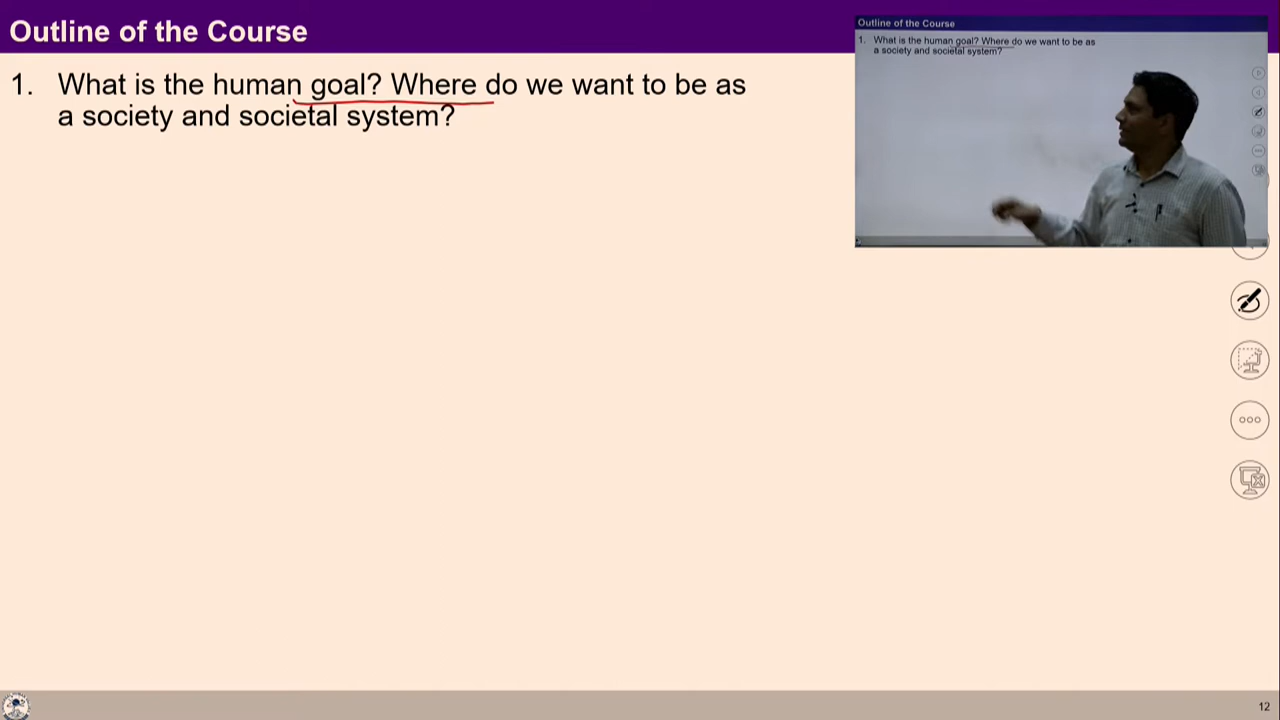 Outline of the Course
1. What is the human goal? Where do we want to be as
a society and societal system?
Outline of the Course
1. What is the human goal? Where do we want to be as
a society and societal system?
12